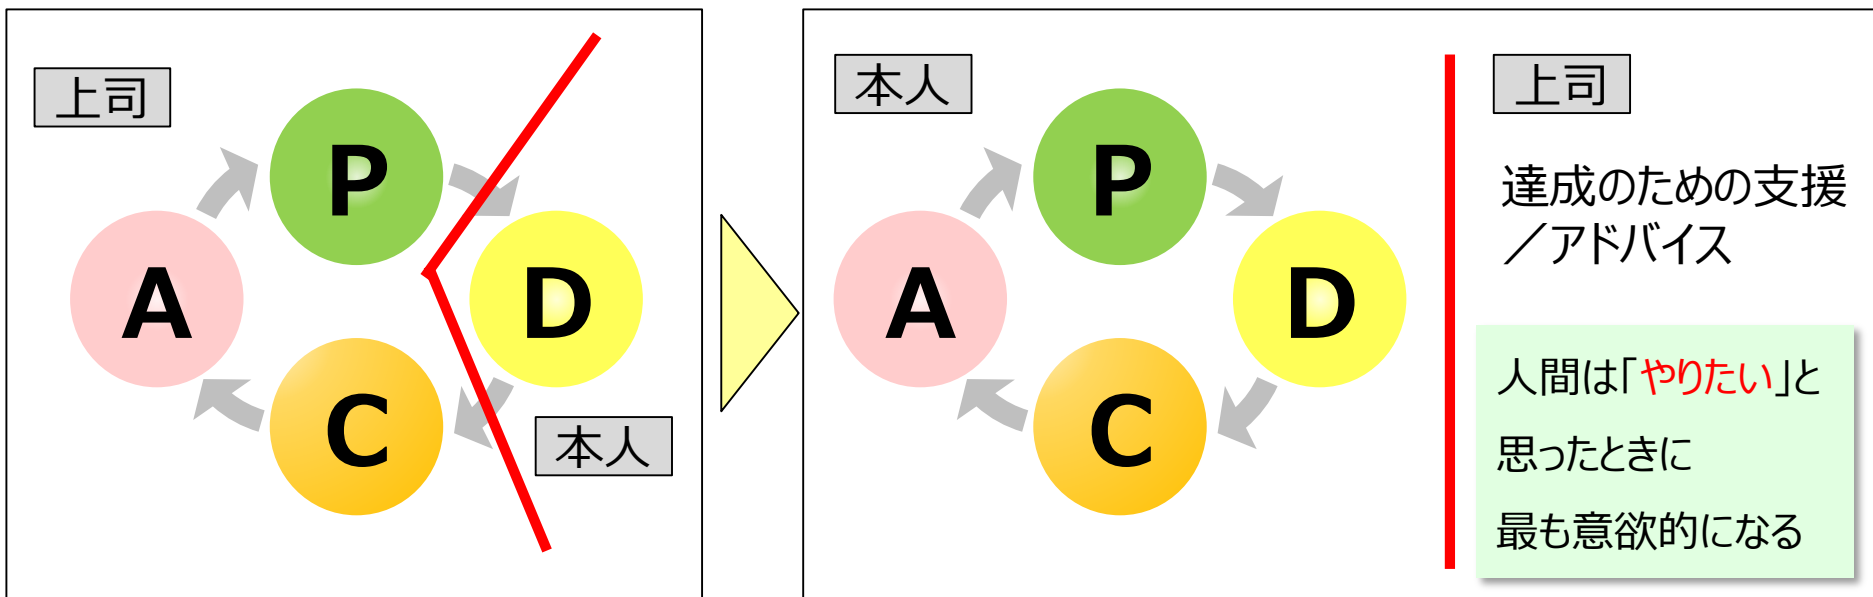 上司
P
A
D
C
本人
本人
P
A
D
C
上司
達成のための支援
／アドバイス
人間は「やりたい」と
思ったときに
最も意欲的になる